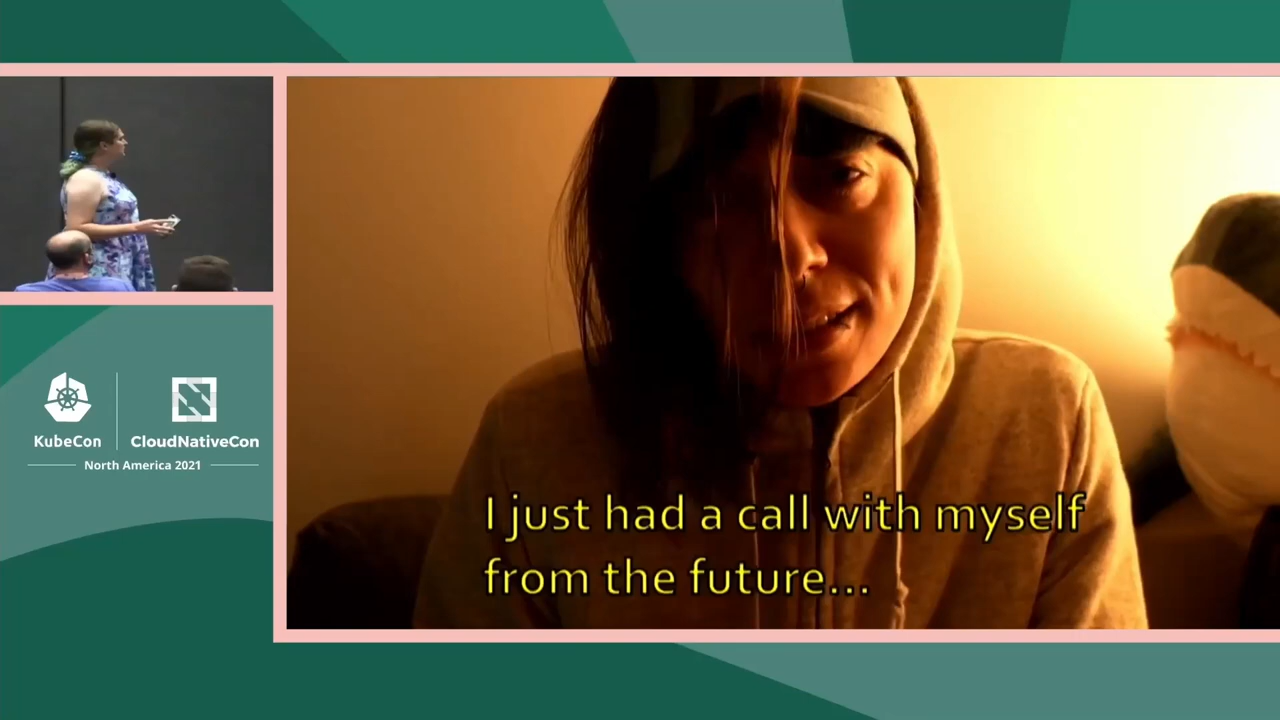 KubeCon
CloudNativeCon
North America 2021
I just had a call with myself
from the future...